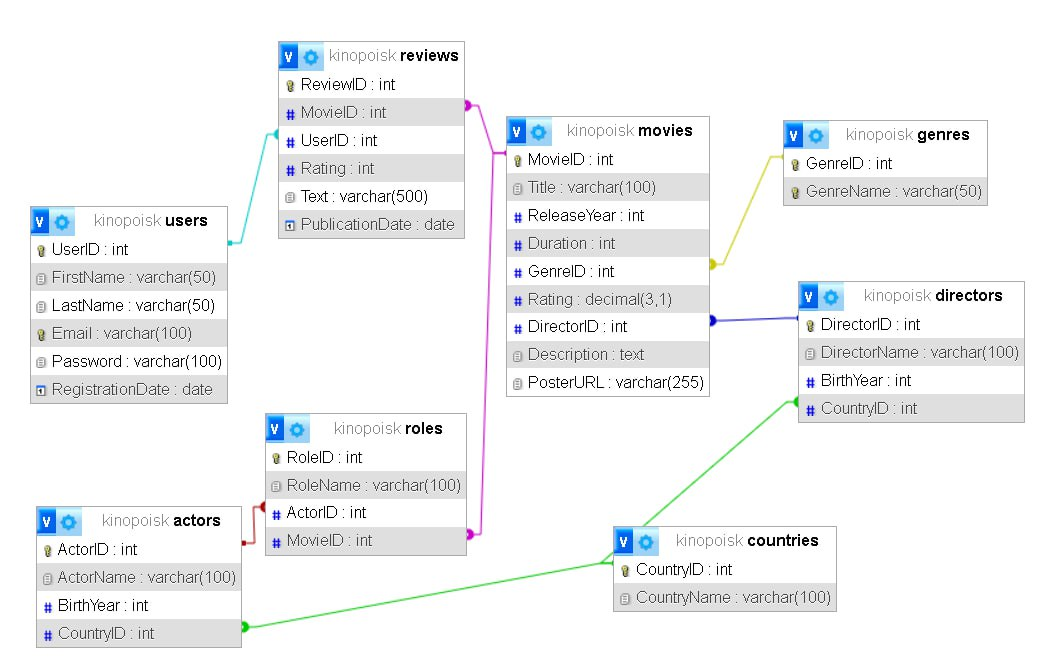 v kinopoisk reviews
ReviewID : int
# MovieID : int
# UserID : int
# Rating : int
Text : varchar(500)
PublicationDate : date
v kinopoisk movies
MovieID : int
Title : varchar(100)
# ReleaseYear : int
# Duration : int
# GenreID : int
# Rating : decimal(3,1)
# DirectorID : int
Description : text
PosterURL : varchar(255)
v kinopoisk genres
GenreID : int
GenreName : varchar(50)
v kinopoisk users
UserID : int
FirstName : varchar(50)
LastName : varchar(50)
Email : varchar(100)
Password : varchar(100)
RegistrationDate : date
v kinopoisk directors
DirectorID : int
DirectorName : varchar(100)
# BirthYear : int
# CountryID : int
v kinopoisk roles
RoleID : int
RoleName : varchar(100)
# ActorID : int
# MovieID : int
v kinopoisk actors
ActorID : int
ActorName : varchar(100)
# BirthYear : int
# CountryID : int
v kinopoisk countries
CountryID : int
CountryName : varchar(100)